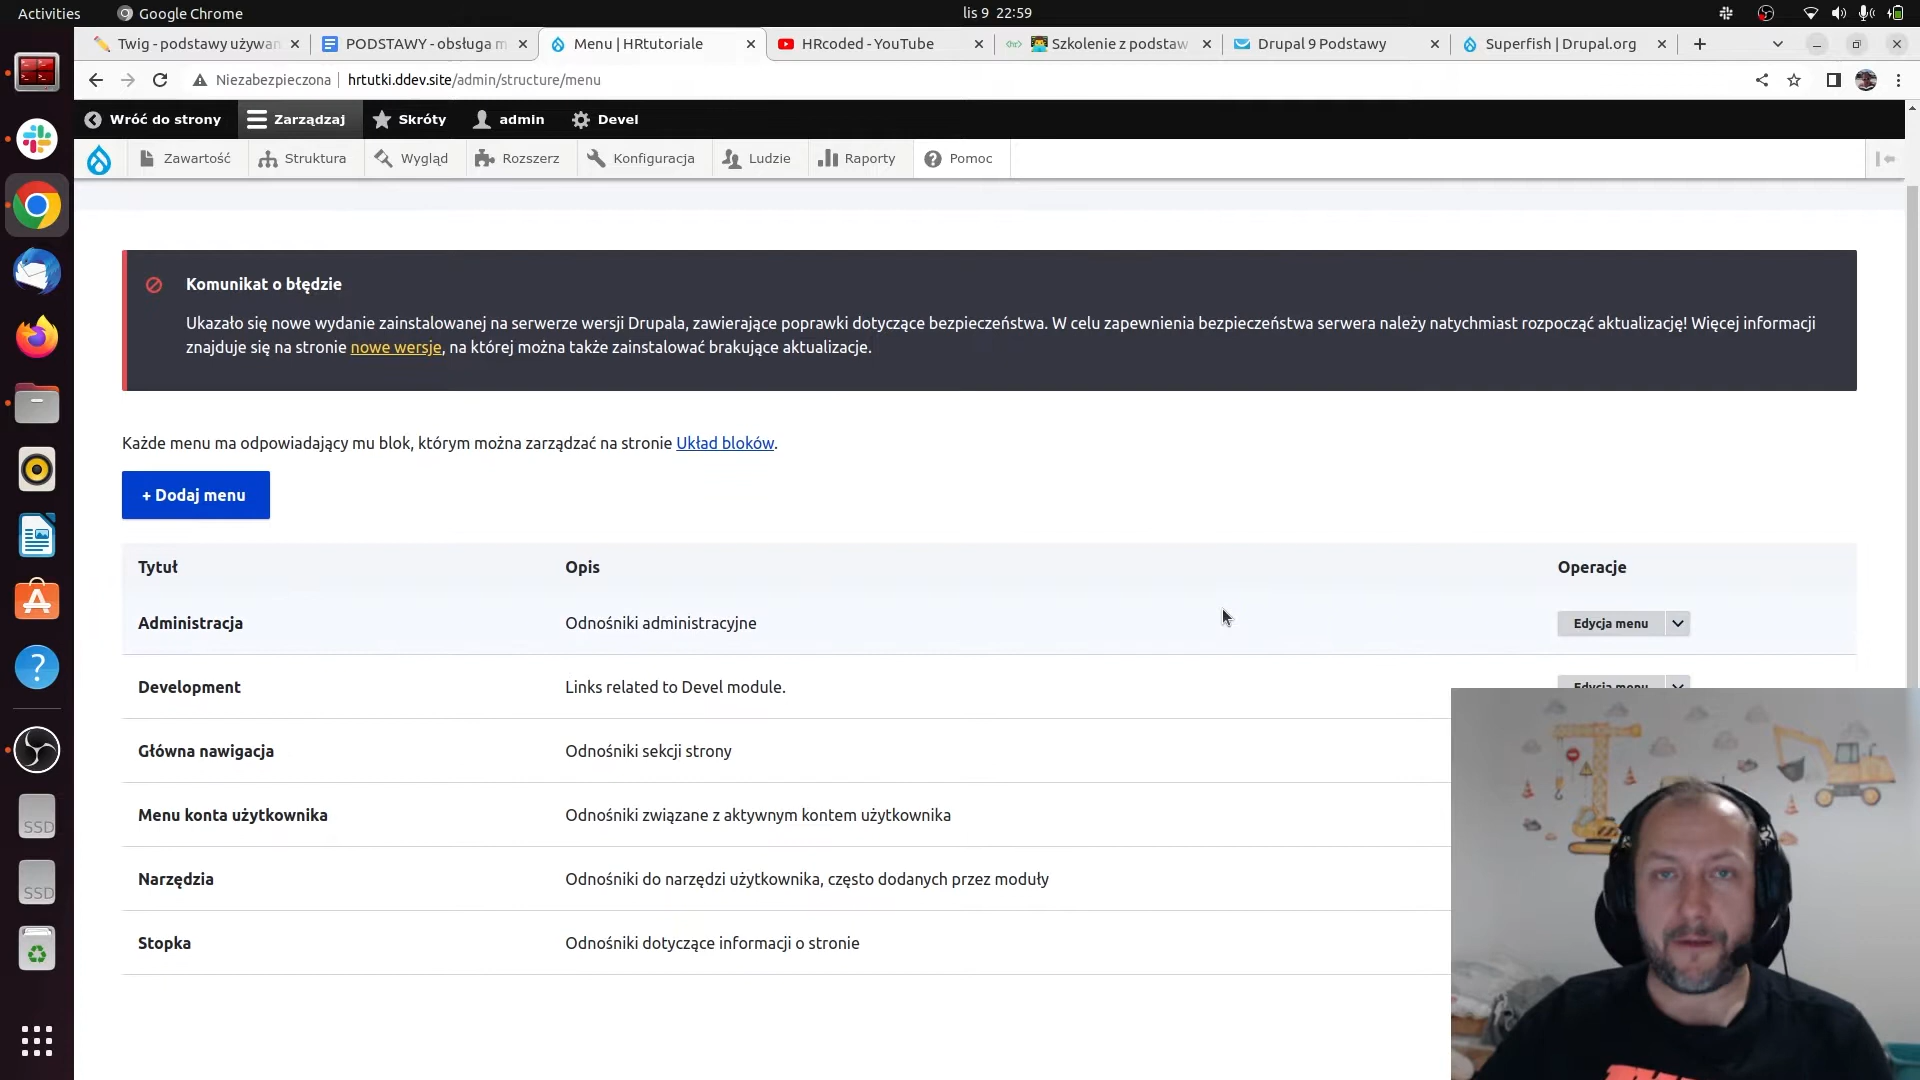 Activities
Google Chrome
lis 9 22:59
Twig - podstawy używan
PODSTAWY - obsługa m
Menu | HRtutoriale
HRcoded - YouTube
Szkolenie z podstaw
Drupal 9 Podstawy
Superfish | Drupal.org
Niezabezpieczona
hrtutki.ddev.site/admin/structure/menu
Wróć do strony
Zarządzaj
Skróty
admin
Devel
Zawartość
Struktura
Wygląd
Rozszerz
Konfiguracja
Ludzie
Raporty
Pomoc
Komunikat o błędzie
Ukazało się nowe wydanie zainstalowanej na serwerze wersji Drupala, zawierające poprawki dotyczące bezpieczeństwa. W celu zapewnienia bezpieczeństwa serwera należy natychmiast rozpocząć aktualizację! Więcej informacji
znajduje się na stronie nowe wersje, na której można także zainstalować brakujące aktualizacje.
Każde menu ma odpowiadający mu blok, którym można zarządzać na stronie Układ bloków.
+ Dodaj menu
Tytuł
Opis
Operacje
Administracja
Odnośniki administracyjne
Edycja menu
Development
Links related to Devel module.
Edycja menu
Główna nawigacja
Odnośniki sekcji strony
Menu konta użytkownika
Odnośniki związane z aktywnym kontem użytkownika
Narzędzia
Odnośniki do narzędzi użytkownika, często dodanych przez moduły
Stopka
Odnośniki dotyczące informacji o stronie
SSD
SSD